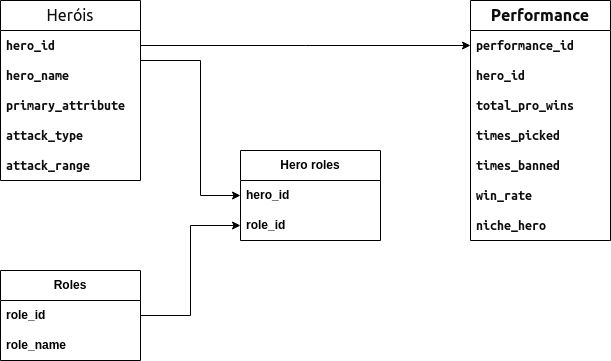 Heróis
hero_id
hero_name
primary_attribute
attack_type
attack_range
Performance
performance_id
hero_id
total_pro_wins
times_picked
times_banned
win_rate
niche_hero
Hero roles
hero_id
role_id
Roles
role_id
role_name